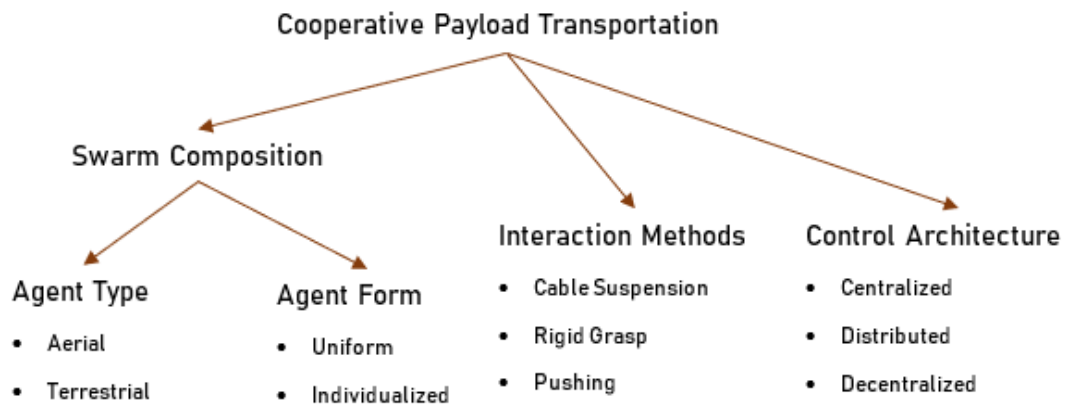 Cooperative Payload Transportation
Swarm Composition
Agent Type
• Aerial
• Terrestrial
Agent Form
• Uniform
• Individualized
Interaction Methods
• Cable Suspension
• Rigid Grasp
• Pushing
Control Architecture
• Centralized
• Distributed
• Decentralized